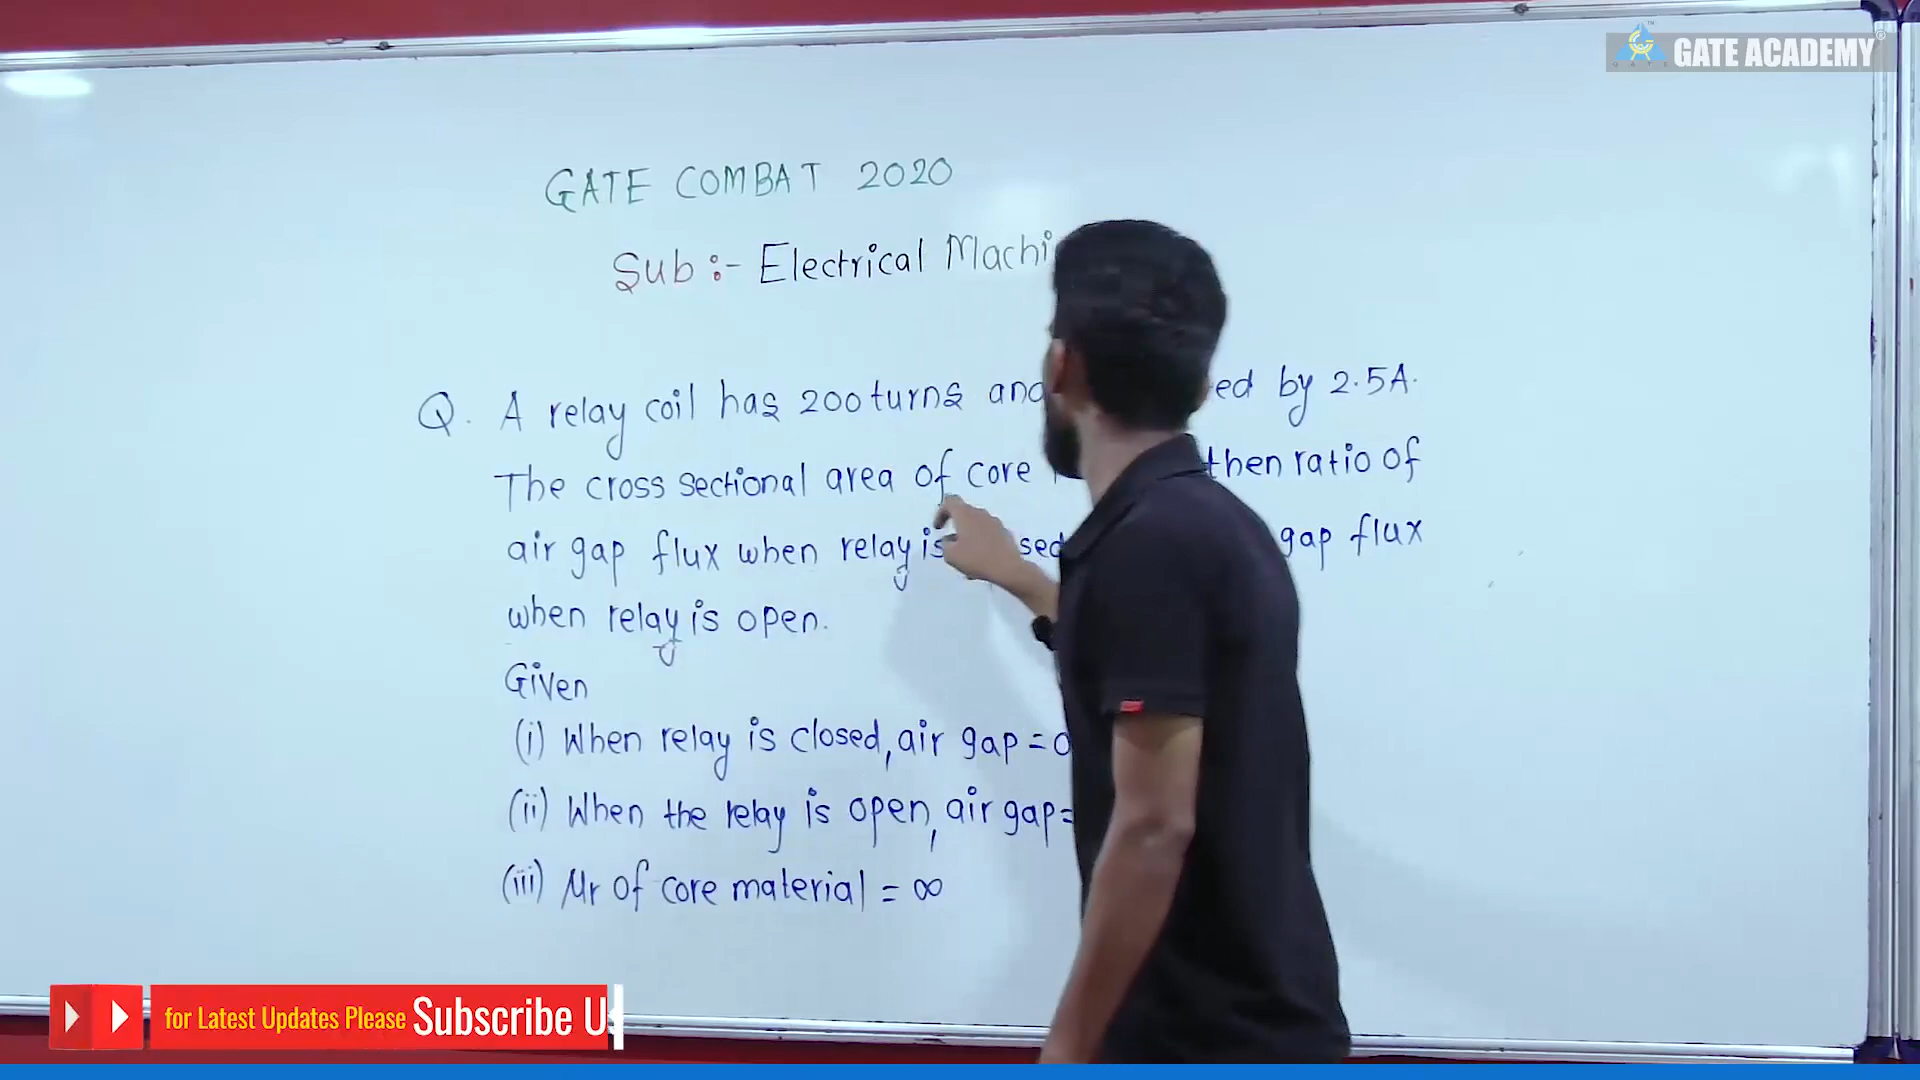 GATE ACADEMY
GATE COMBAT 2020
Sub :- Electrical Machi
Q. A relay coil has 200 turns and ed by 2.5A.
The cross sectional area of core then ratio of
air gap flux when relay is sed gap flux
when relay is open.
Given
(i) When relay is closed, air gap = 0
(ii) When the relay is open, air gap =
(iii) μr Of core material = ∞
for Latest Updates Please Subscribe U